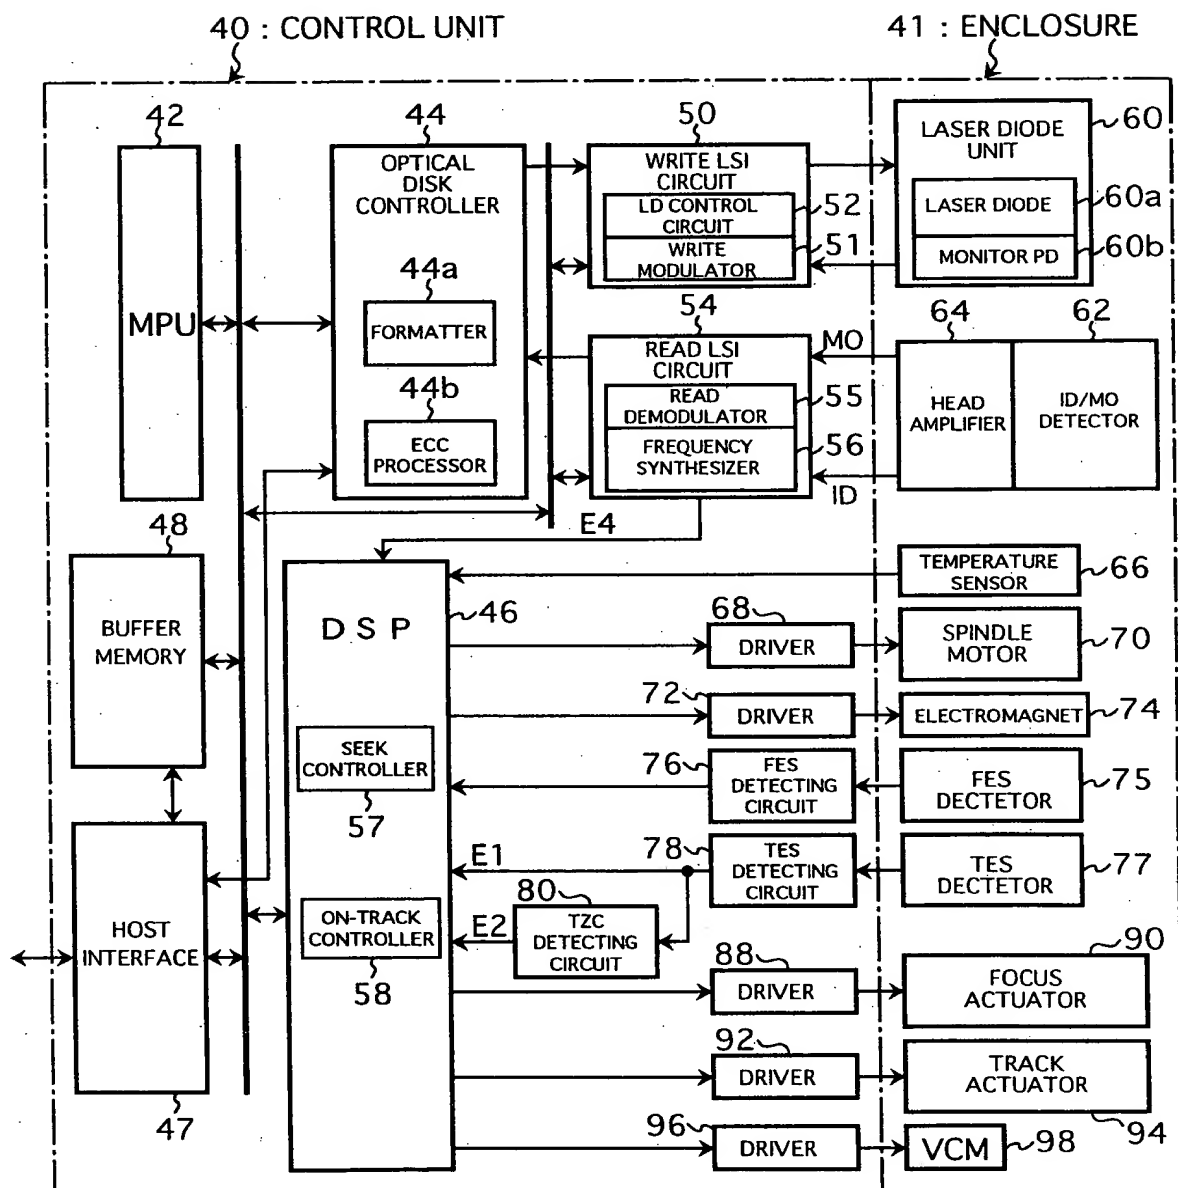 40 : CONTROL UNIT
41 : ENCLOSURE
42
MPU
44
OPTICAL
DISK
CONTROLLER
44a
FORMATTER
44b
ECC
PROCESSOR
50
WRITE LSI
CIRCUIT
LD CONTROL
CIRCUIT
52
WRITE
MODULATOR
51
LASER DIODE
UNIT
60
LASER DIODE
60a
MONITOR PD
60b
54
READ LSI
CIRCUIT
READ
DEMODULATOR
55
FREQUENCY
SYNTHESIZER
56
MO
ID
64
HEAD
AMPLIFIER
62
ID/MO
DETECTOR
E4
48
BUFFER
MEMORY
DSP
46
TEMPERATURE
SENSOR
66
68
DRIVER
SPINDLE
MOTOR
70
72
DRIVER
ELECTROMAGNET
74
SEEK
CONTROLLER
57
76
FES
DETECTING
CIRCUIT
FES
DECTETOR
75
E1
78
TES
DETECTING
CIRCUIT
TES
DECTETOR
77
HOST
INTERFACE
47
ON-TRACK
CONTROLLER
58
E2
80
TZC
DETECTING
CIRCUIT
88
DRIVER
90
FOCUS
ACTUATOR
92
DRIVER
TRACK
ACTUATOR
94
96
DRIVER
VCM
98